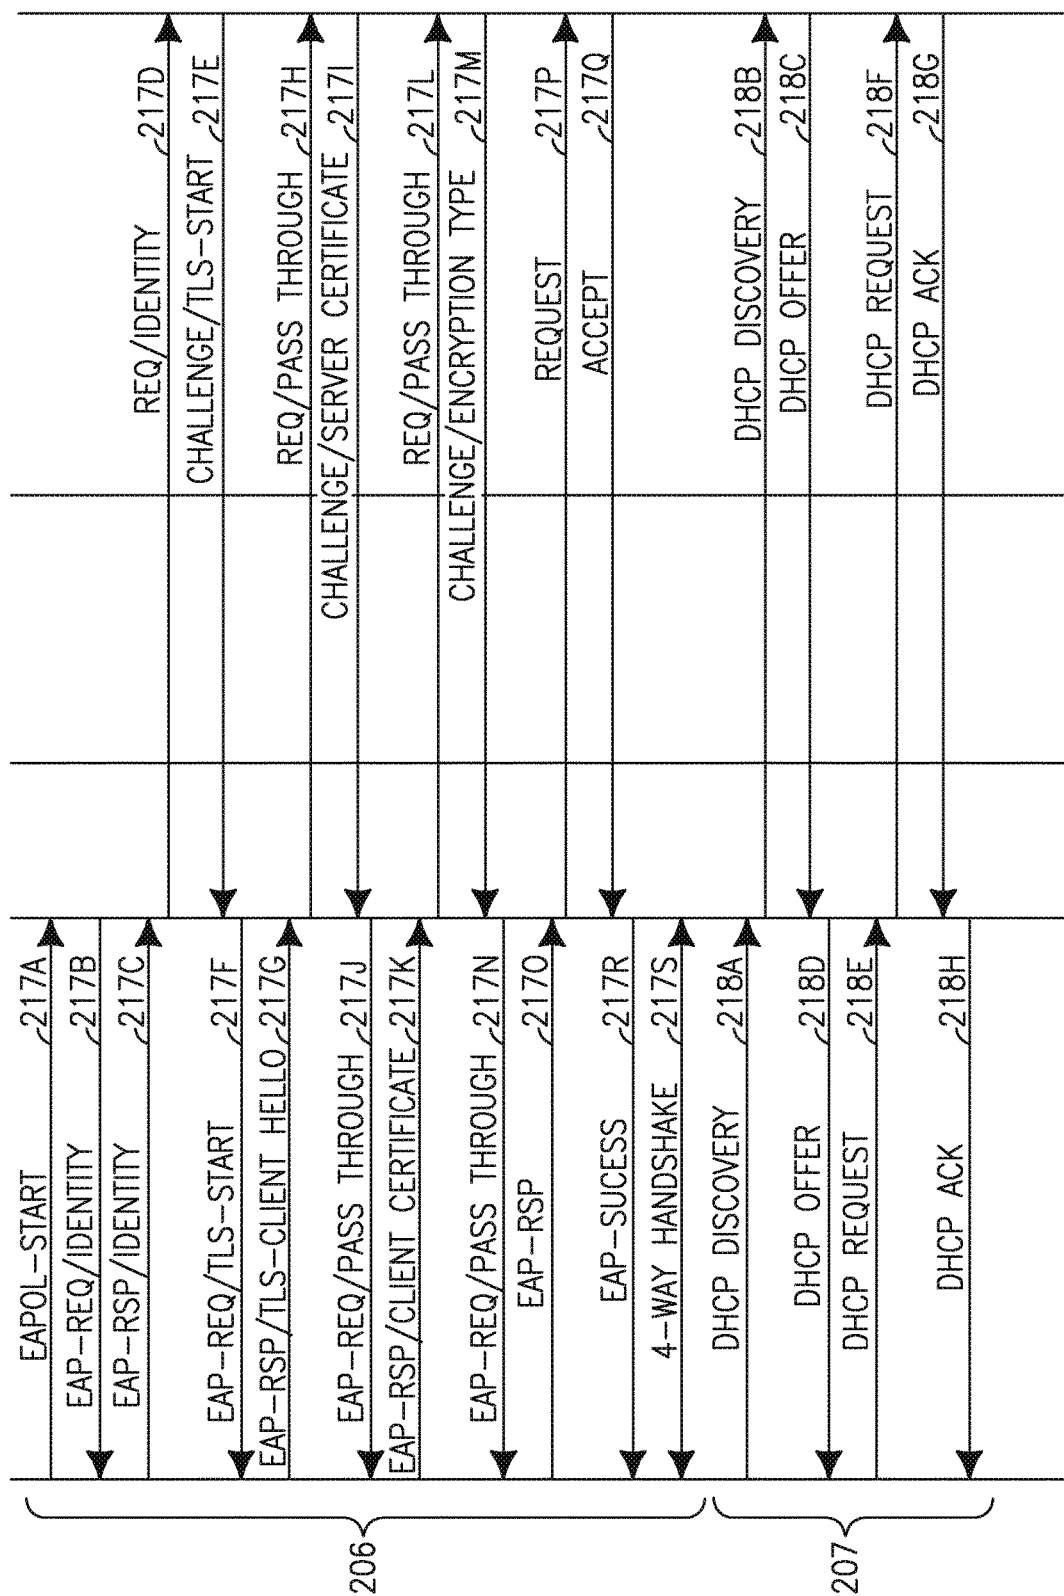 EAPOL-START 217A
EAP-REQ/IDENTITY 217B
EAP-RSP/IDENTITY 217C
REQ/IDENTITY 217D
CHALLENGE/TLS-START 217E
EAP-REQ/TLS-START 217F
EAP-RSP/TLS-CLIENT HELLO 217G
REQ/PASS THROUGH 217H
CHALLENGE/SERVER CERTIFICATE 217I
EAP-REQ/PASS THROUGH 217J
EAP-RSP/CLIENT CERTIFICATE 217K
REQ/PASS THROUGH 217L
CHALLENGE/ENCRYPTION TYPE 217M
EAP-REQ/PASS THROUGH 217N
EAP-RSP 217O
REQUEST 217P
ACCEPT 217Q
EAP-SUCESS 217R
4-WAY HANDSHAKE 217S
206
DHCP DISCOVERY 218A
DHCP DISCOVERY 218B
DHCP OFFER 218C
DHCP OFFER 218D
DHCP REQUEST 218E
DHCP REQUEST 218F
DHCP ACK 218G
DHCP ACK 218H
207